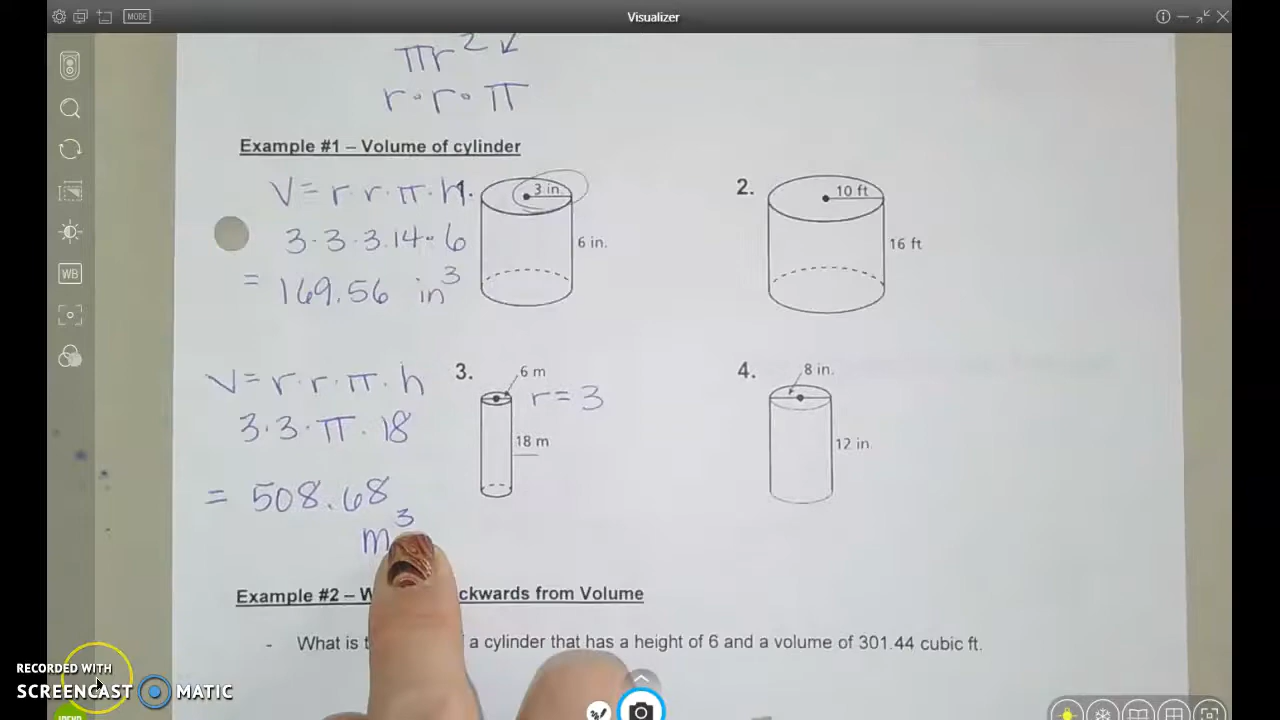 MODE
Visualizer
πr²
r·r·π
Example #1 – Volume of cylinder
V= r·r·π·h
3·3·3.14·6
= 169.56 in³
3 in.
6 in.
2.
10 ft
16 ft
WB
V= r·r·π·h
3·3·π·18
= 508.68
m³
3.
6 m
r= 3
18 m
4.
8 in.
12 in.
Example #2 – W ckwards from Volume
- What is t a cylinder that has a height of 6 and a volume of 301.44 cubic ft.
RECORDED WITH
SCREENCAST MATIC